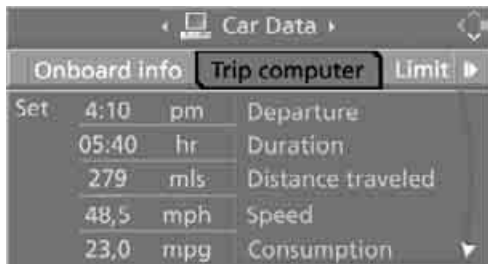 Car Data
Onboard info Trip computer Limit
Set 4:10 pm Departure
05:40 hr Duration
279 mls Distance traveled
48,5 mph Speed
23,0 mpg Consumption